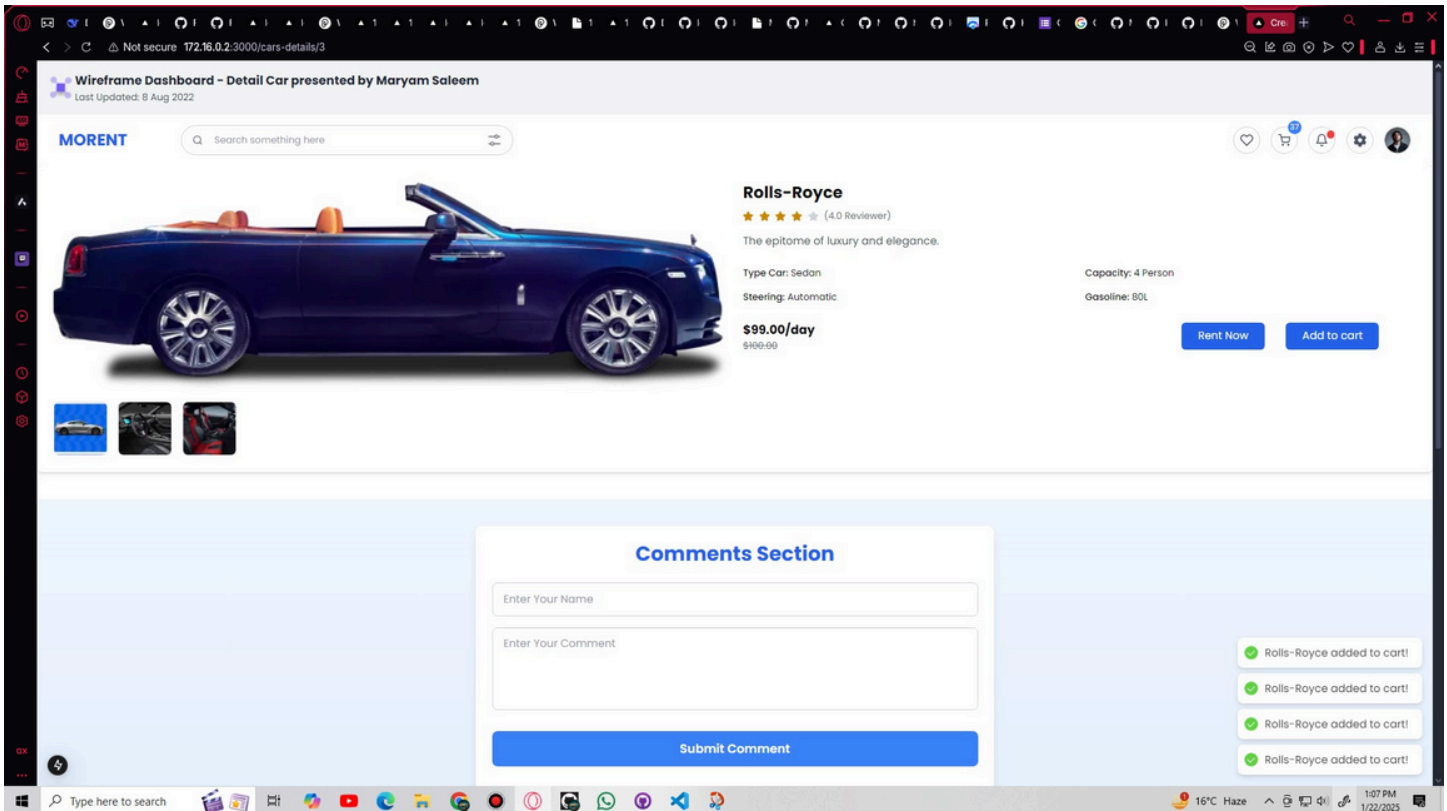 Cre
Not secure 172.16.0.2:3000/cars-details/3
Wireframe Dashboard - Detail Car presented by Maryam Saleem
Last Updated: 8 Aug 2022
MORENT
Search something here
37
Rolls-Royce
(4.0 Reviewer)
The epitome of luxury and elegance.
Type Car: Sedan
Capacity: 4 Person
Steering: Automatic
Gasoline: 80L
$99.00/day
$100.00
Rent Now
Add to cart
Comments Section
Enter Your Name
Enter Your Comment
Submit Comment
Rolls-Royce added to cart!
Rolls-Royce added to cart!
Rolls-Royce added to cart!
Rolls-Royce added to cart!
GX
Type here to search
16°C Haze
1:07 PM
1/22/2025